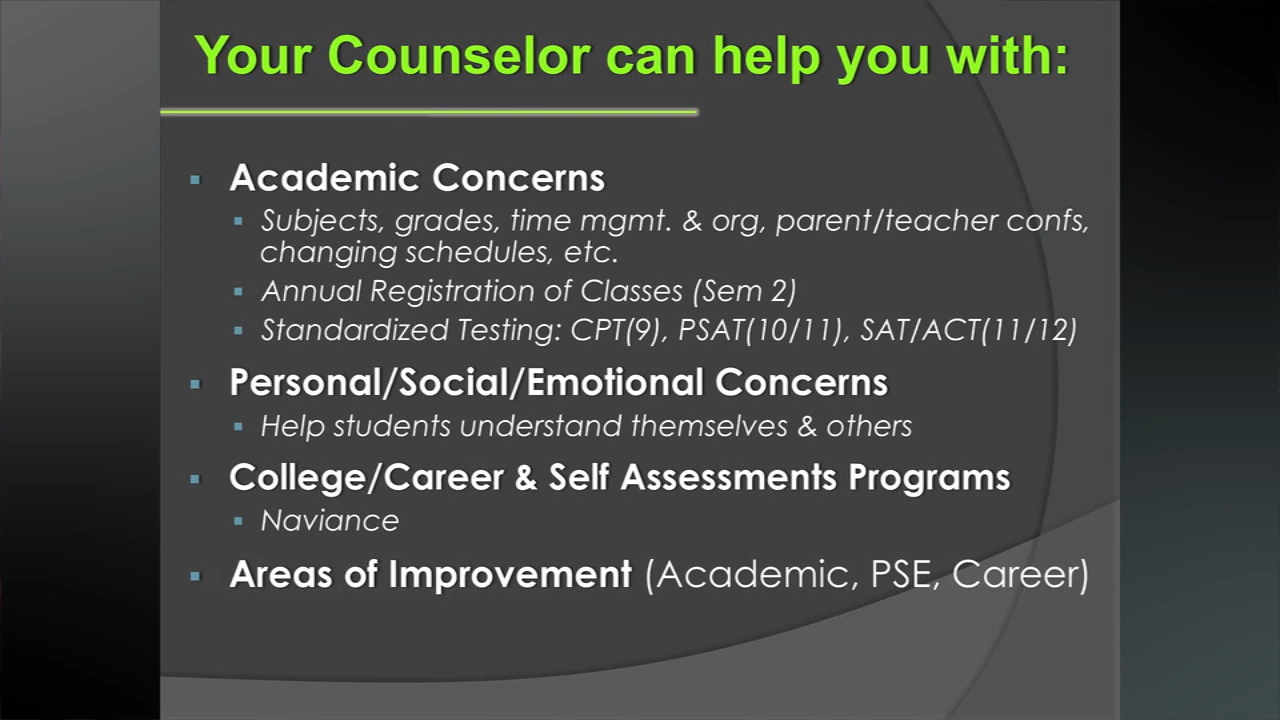 Your Counselor can help you with:
Academic Concerns
Subjects, grades, time mgmt. & org, parent/teacher confs,
changing schedules, etc.
Annual Registration of Classes (Sem 2)
Standardized Testing: CPT(9), PSAT(10/11), SAT/ACT(11/12)
Personal/Social/Emotional Concerns
Help students understand themselves & others
College/Career & Self Assessments Programs
Naviance
Areas of Improvement (Academic, PSE, Career)